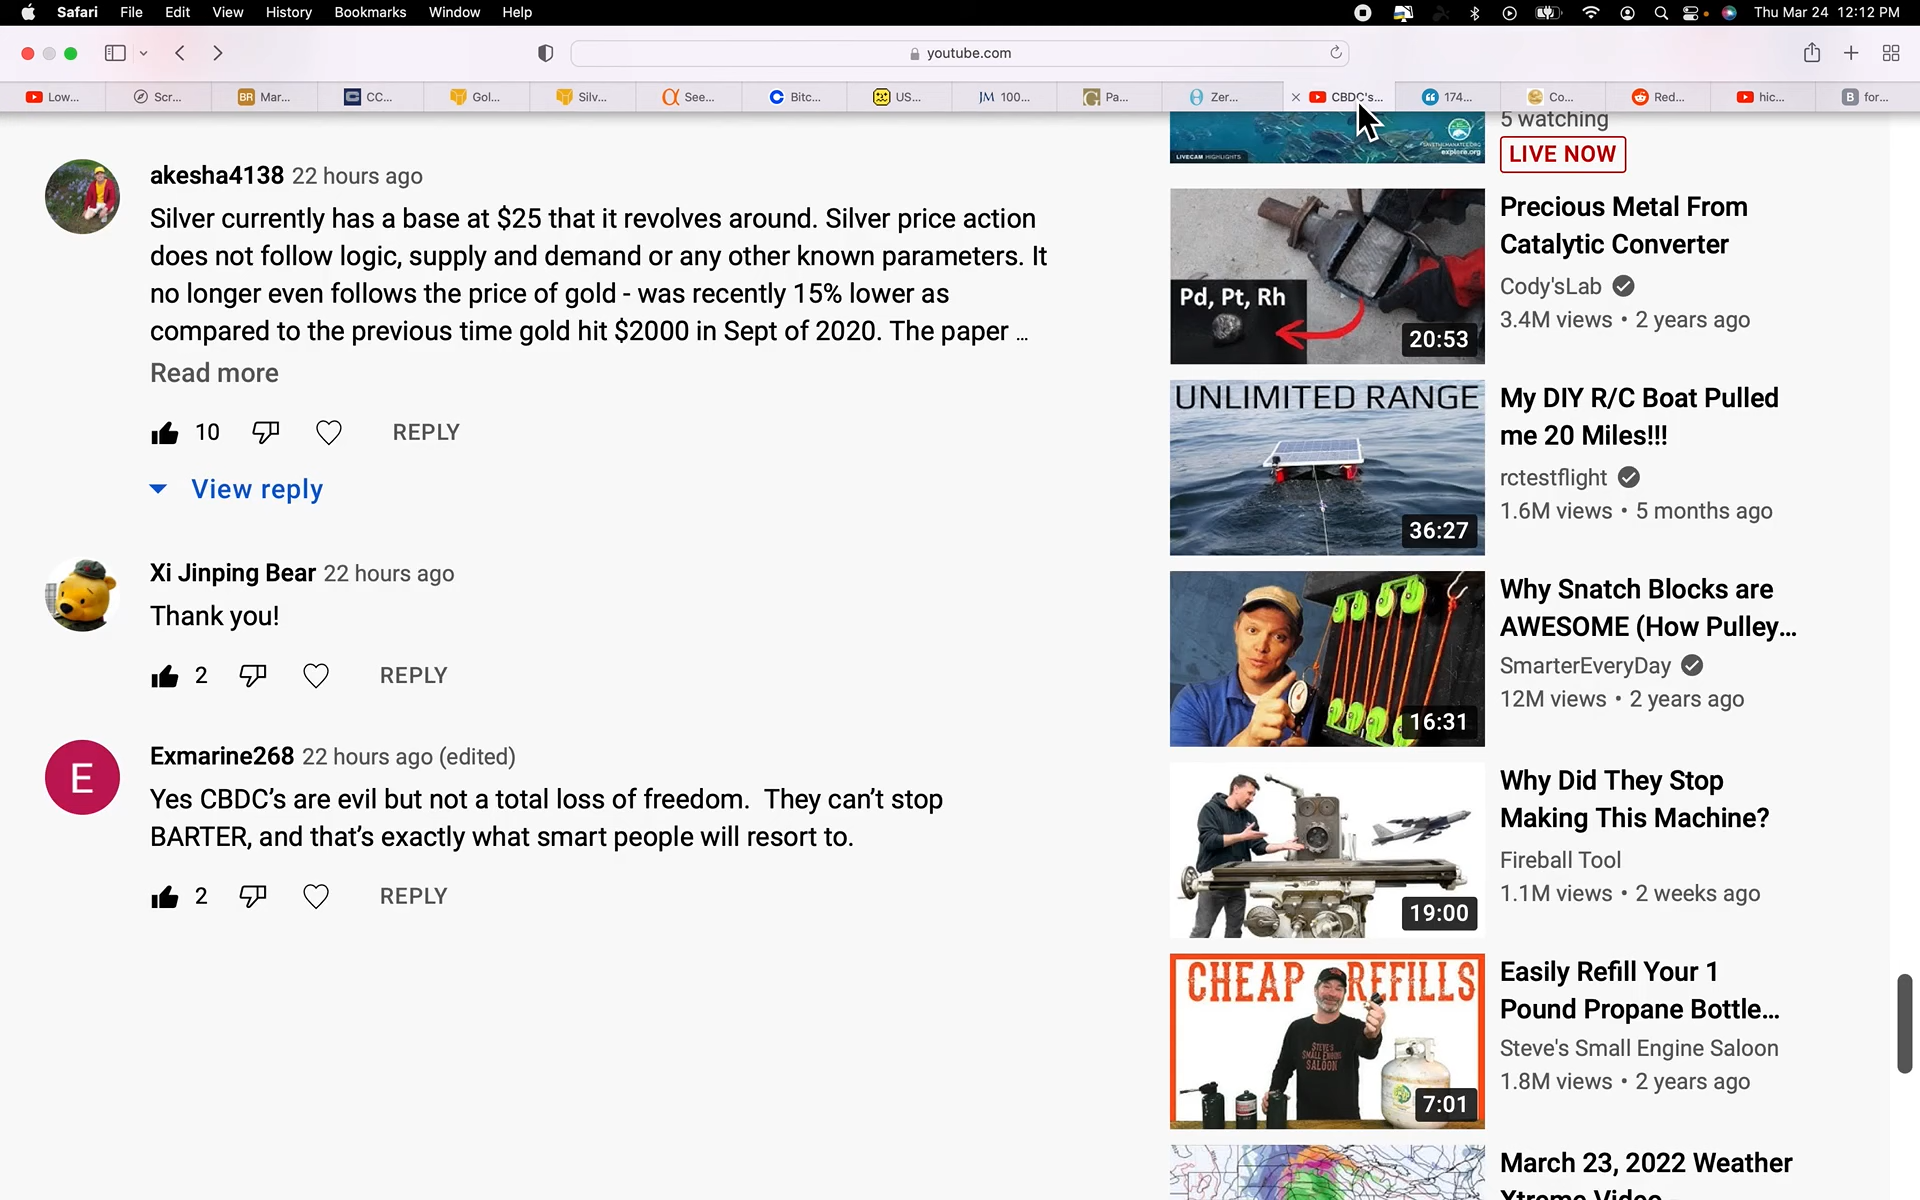 Safari File Edit View History Bookmarks Window Help Thu Mar 24 12:12 PM
youtube.com
Low... Scr... BR Mar... CC... Gol... Silv... See... Bitc... US... JM 100... Pa... Zer... CBDC's... 174... Co... Red... hic... B for...
akesha4138 22 hours ago
Silver currently has a base at $25 that it revolves around. Silver price action
does not follow logic, supply and demand or any other known parameters. It
no longer even follows the price of gold - was recently 15% lower as
compared to the previous time gold hit $2000 in Sept of 2020. The paper …
Read more
10 REPLY
View reply
Xi Jinping Bear 22 hours ago
Thank you!
2 REPLY
E
Exmarine268 22 hours ago (edited)
Yes CBDC’s are evil but not a total loss of freedom. They can’t stop
BARTER, and that’s exactly what smart people will resort to.
2 REPLY
LIVECAM HIGHLIGHTS
explore.org
5 watching
LIVE NOW
Pd, Pt, Rh
20:53
Precious Metal From
Catalytic Converter
Cody'sLab
3.4M views • 2 years ago
UNLIMITED RANGE
36:27
My DIY R/C Boat Pulled
me 20 Miles!!!
rctestflight
1.6M views • 5 months ago
16:31
Why Snatch Blocks are
AWESOME (How Pulley...
SmarterEveryDay
12M views • 2 years ago
19:00
Why Did They Stop
Making This Machine?
Fireball Tool
1.1M views • 2 weeks ago
CHEAP REFILLS
STEVE'S
SMALL ENGINE
SALOON
7:01
Easily Refill Your 1
Pound Propane Bottle...
Steve's Small Engine Saloon
1.8M views • 2 years ago
March 23, 2022 Weather
Xtreme Video -